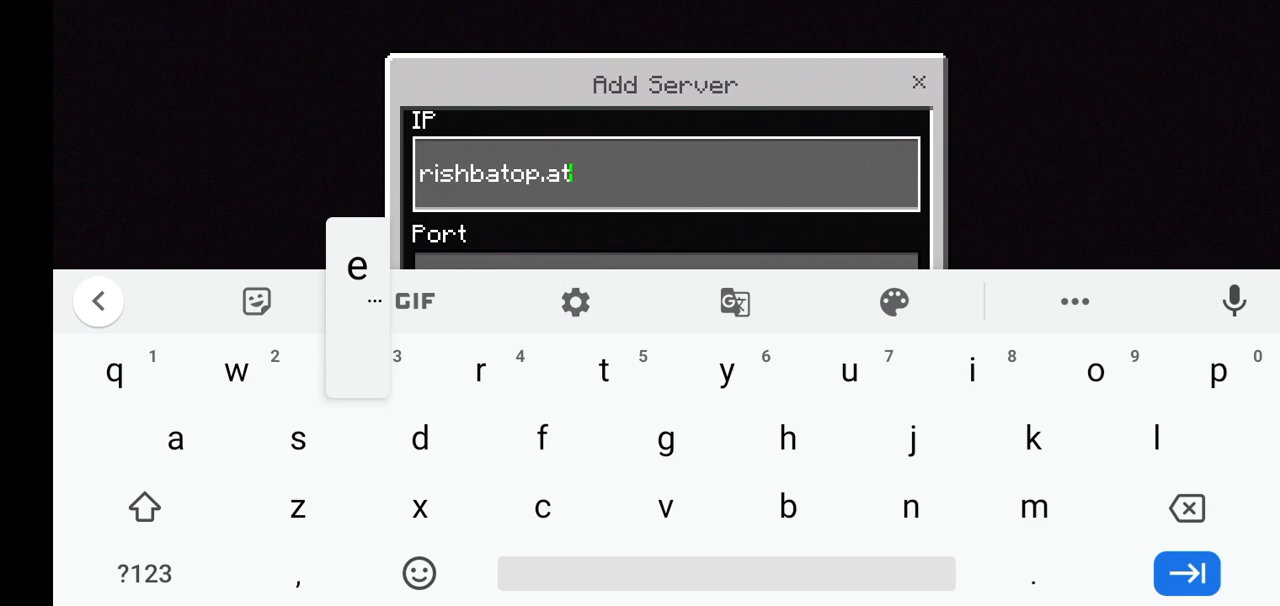 Add Server ×
IP
rishbatop.at
Port
e
... GIF
q 1 w 2 3 r 4 t 5 y 6 u 7 i 8 o 9 p 0
a s d f g h j k l
z x c v b n m
?123 , .